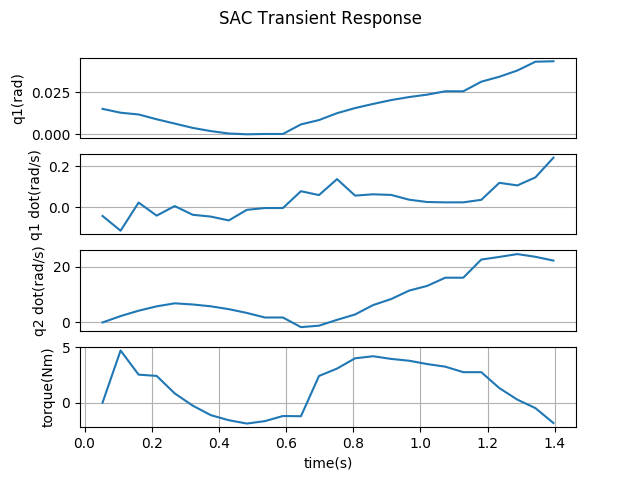 SAC Transient Response
q1(rad)
0.025
0.000
q1 dot(rad/s)
0.2
0.0
q2 dot(rad/s)
20
0
torque(Nm)
5
0
0.0 0.2 0.4 0.6 0.8 1.0 1.2 1.4
time(s)